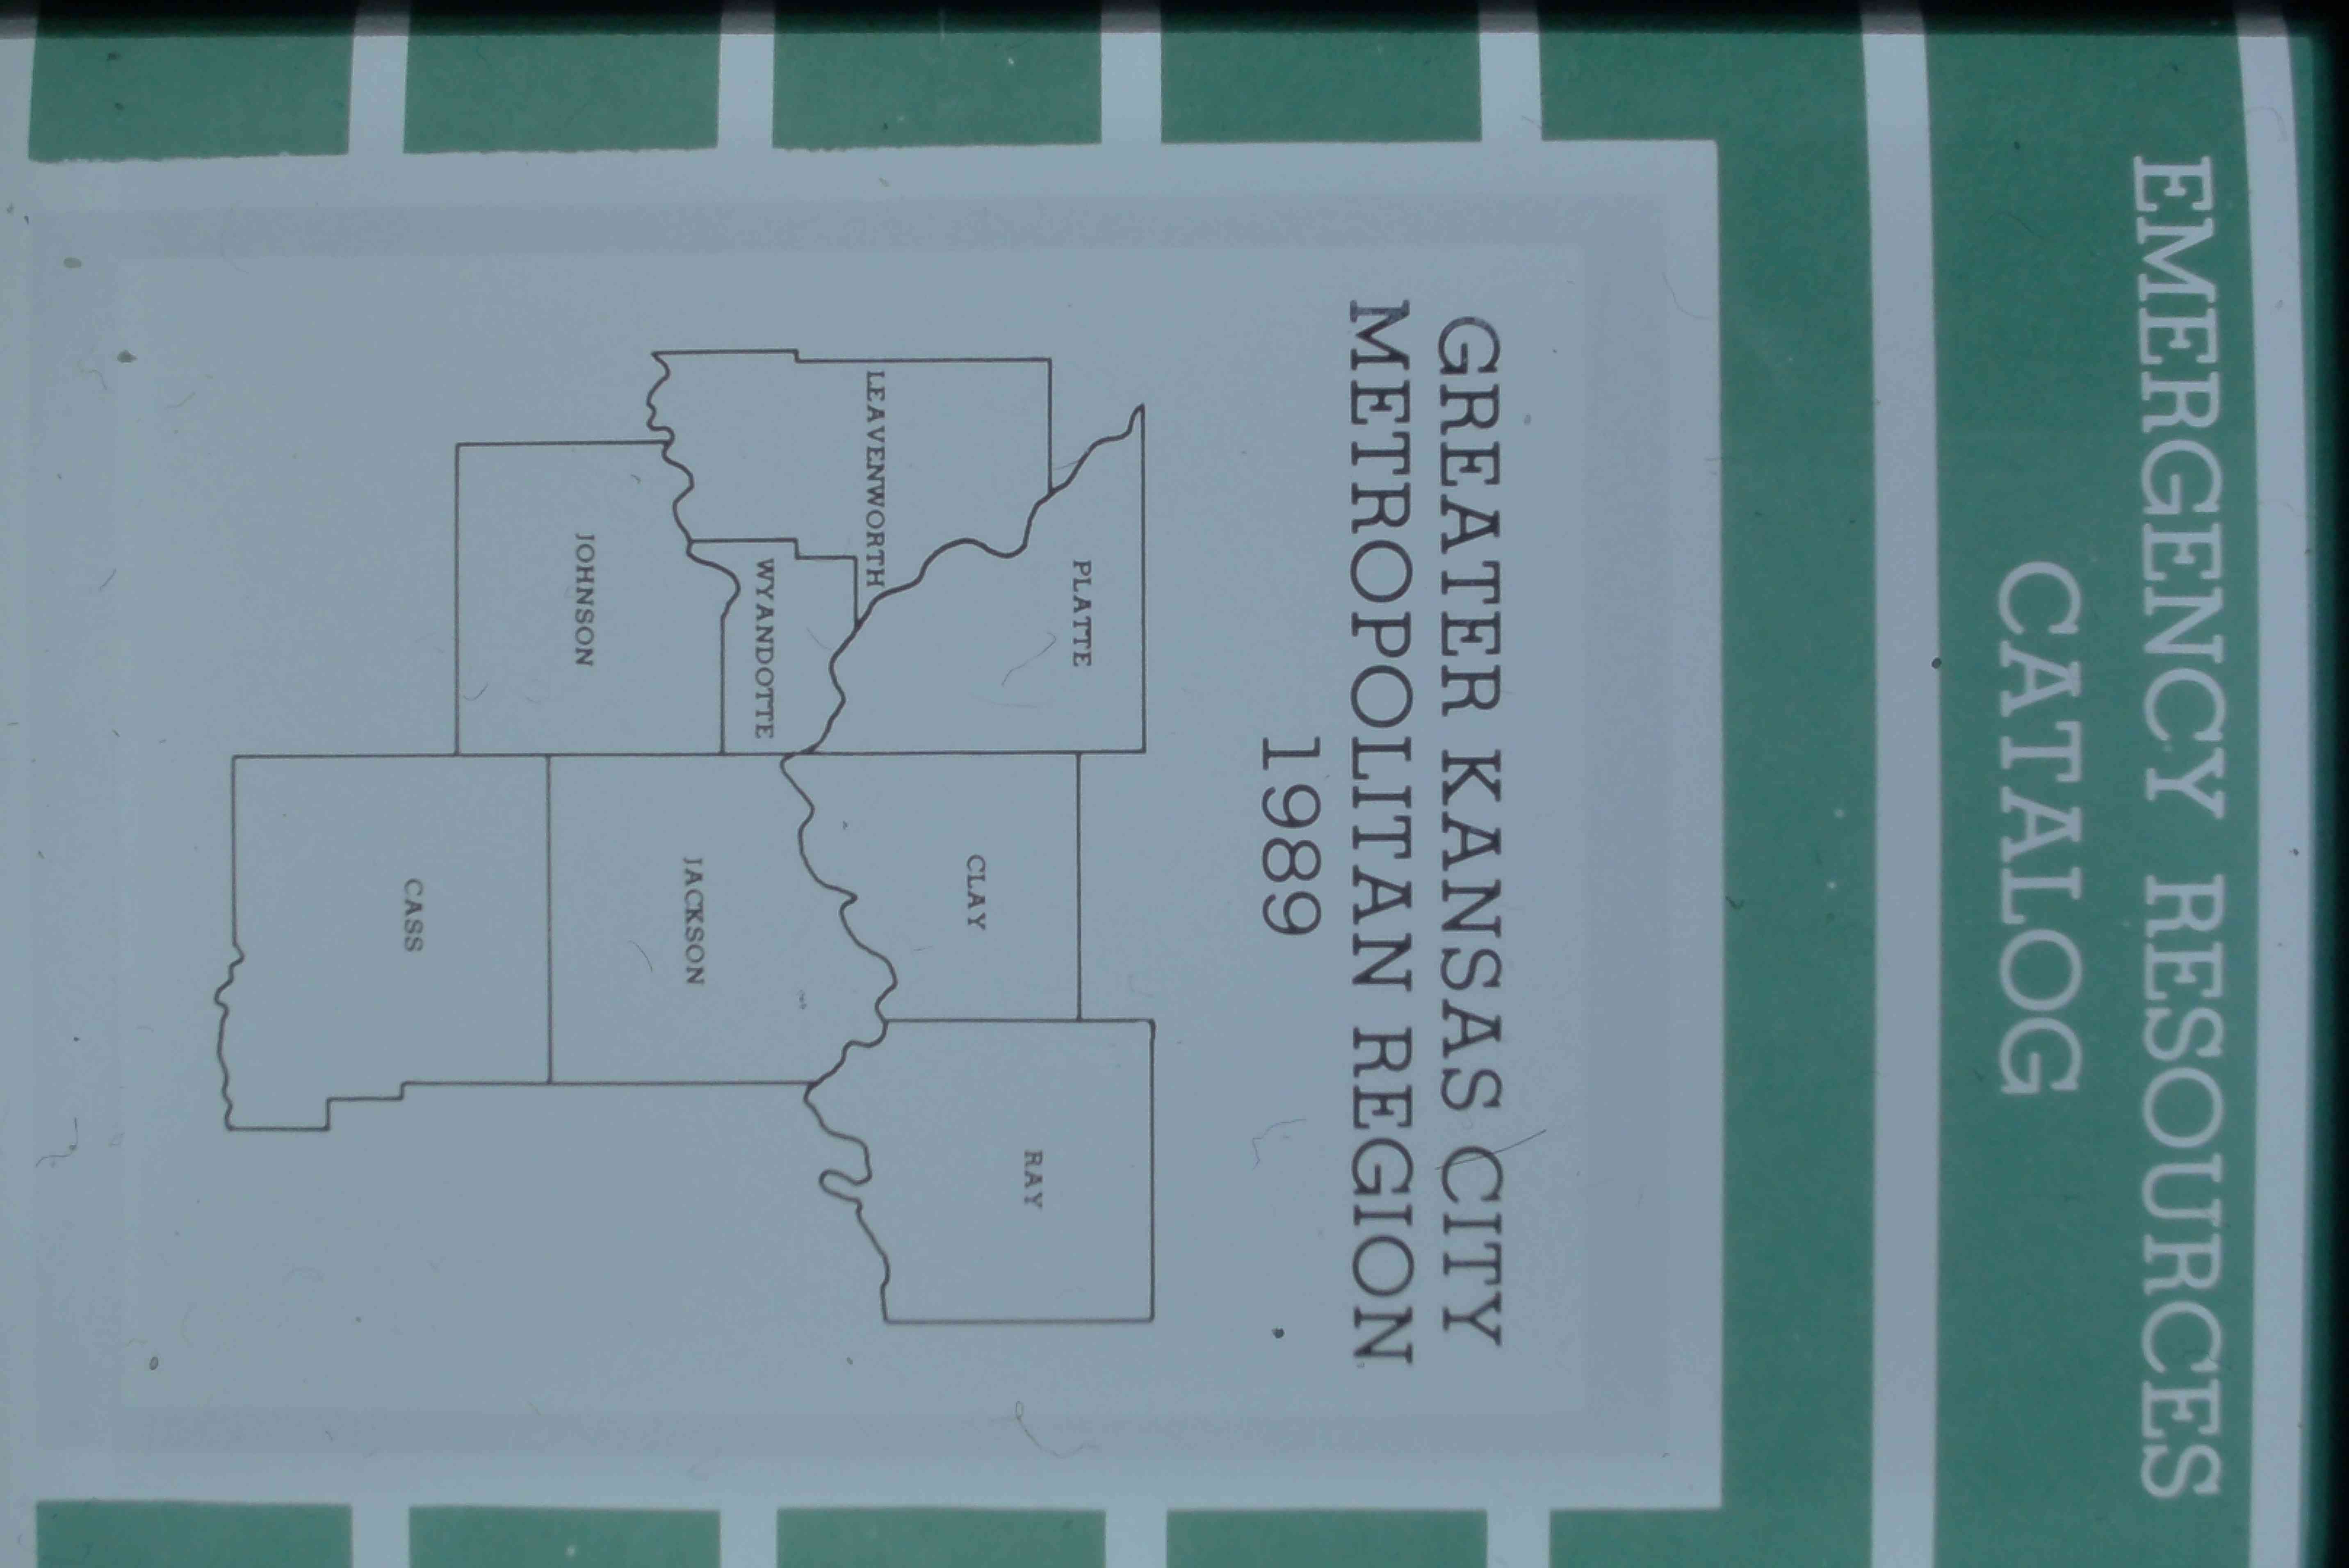 EMERGENCY RESOURCES
CATALOG
GREATER KANSAS CITY
METROPOLITAN REGION
1989
PLATTE
CLAY
RAY
LEAVENWORTH
WYANDOTTE
JACKSON
JOHNSON
CASS